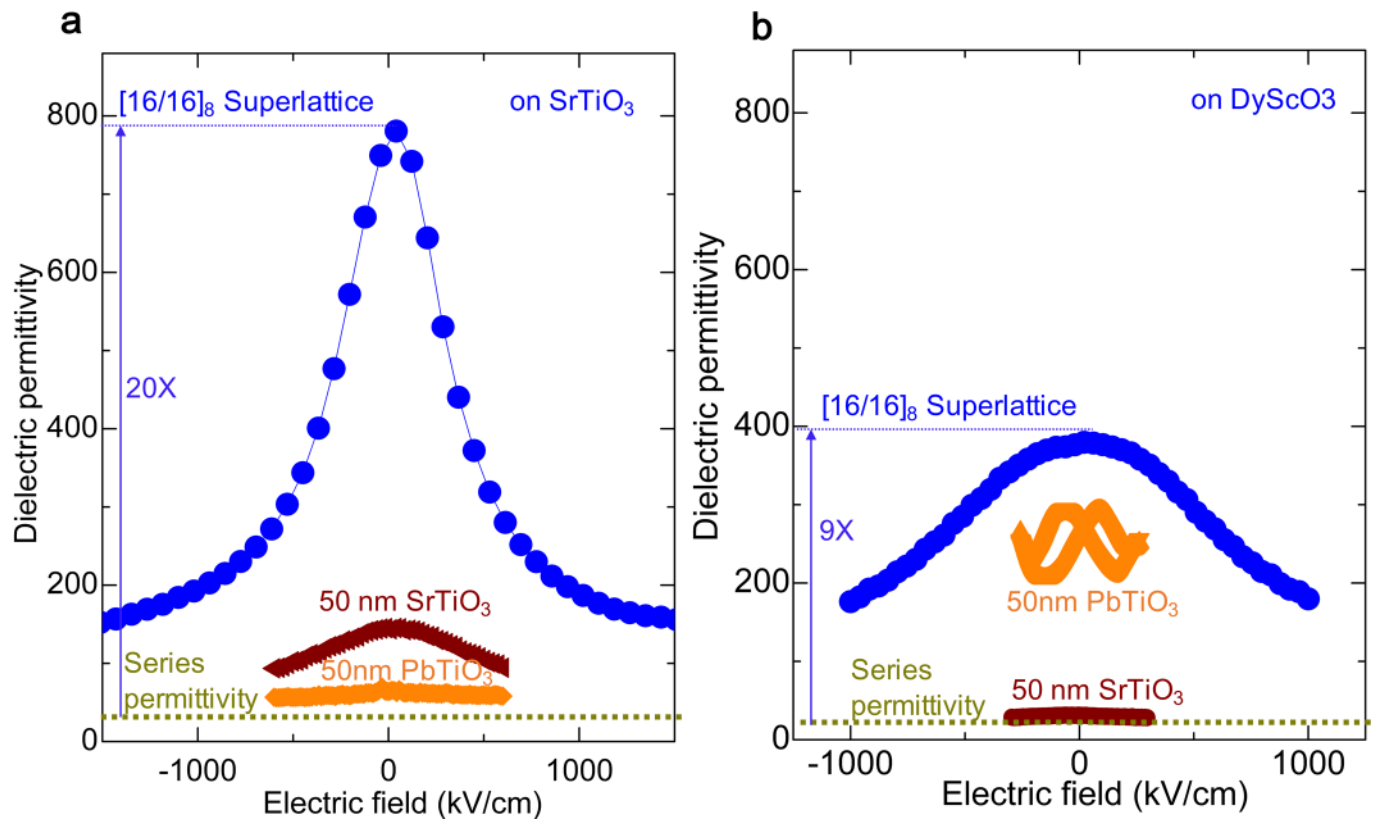 a
[16/16]₈ Superlattice
on SrTiO₃
800
600
400
200
0
20X
50 nm SrTiO₃
50nm PbTiO₃
Series
permittivity
-1000
0
1000
Dielectric permittivity
Electric field (kV/cm)
b
on DyScO3
800
600
400
200
0
[16/16]₈ Superlattice
9X
50nm PbTiO₃
Series
permittivity
50 nm SrTiO₃
-1000
0
1000
Dielectric permittivity
Electric field (kV/cm)